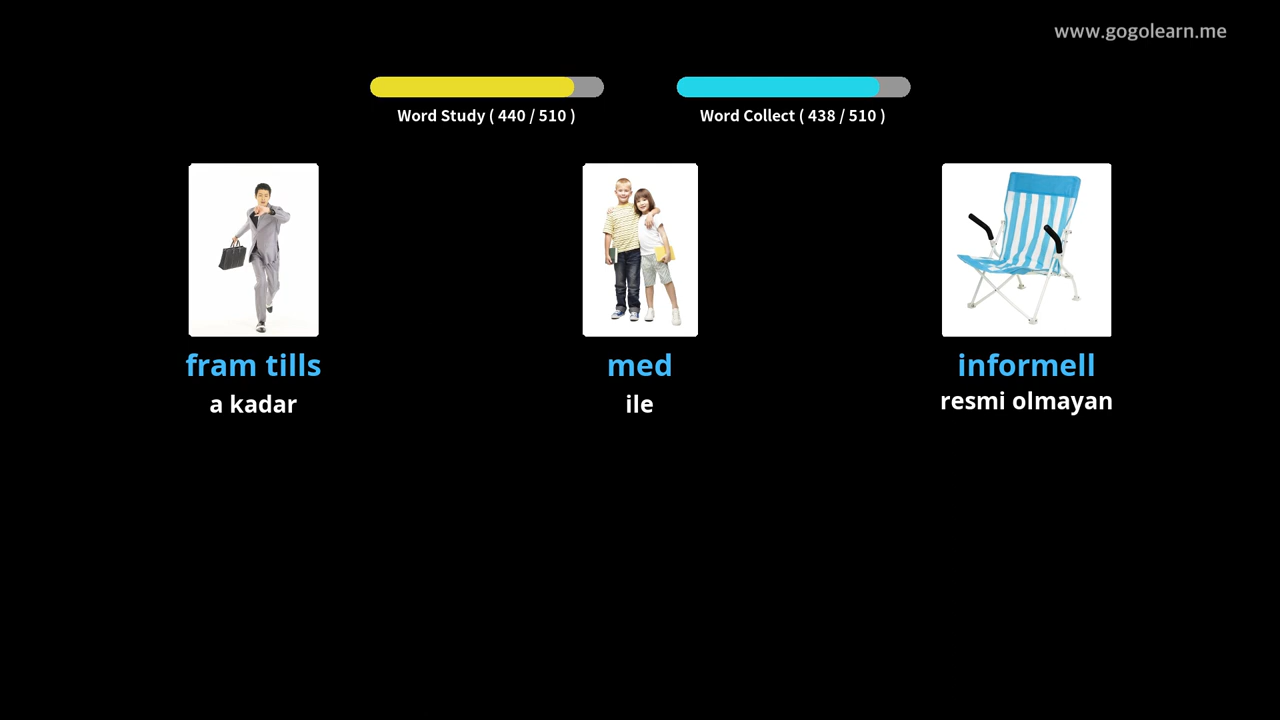 www.gogolearn.me
Word Study ( 440 / 510 )
Word Collect ( 438 / 510 )
fram tills
med
informell
a kadar
ile
resmi olmayan